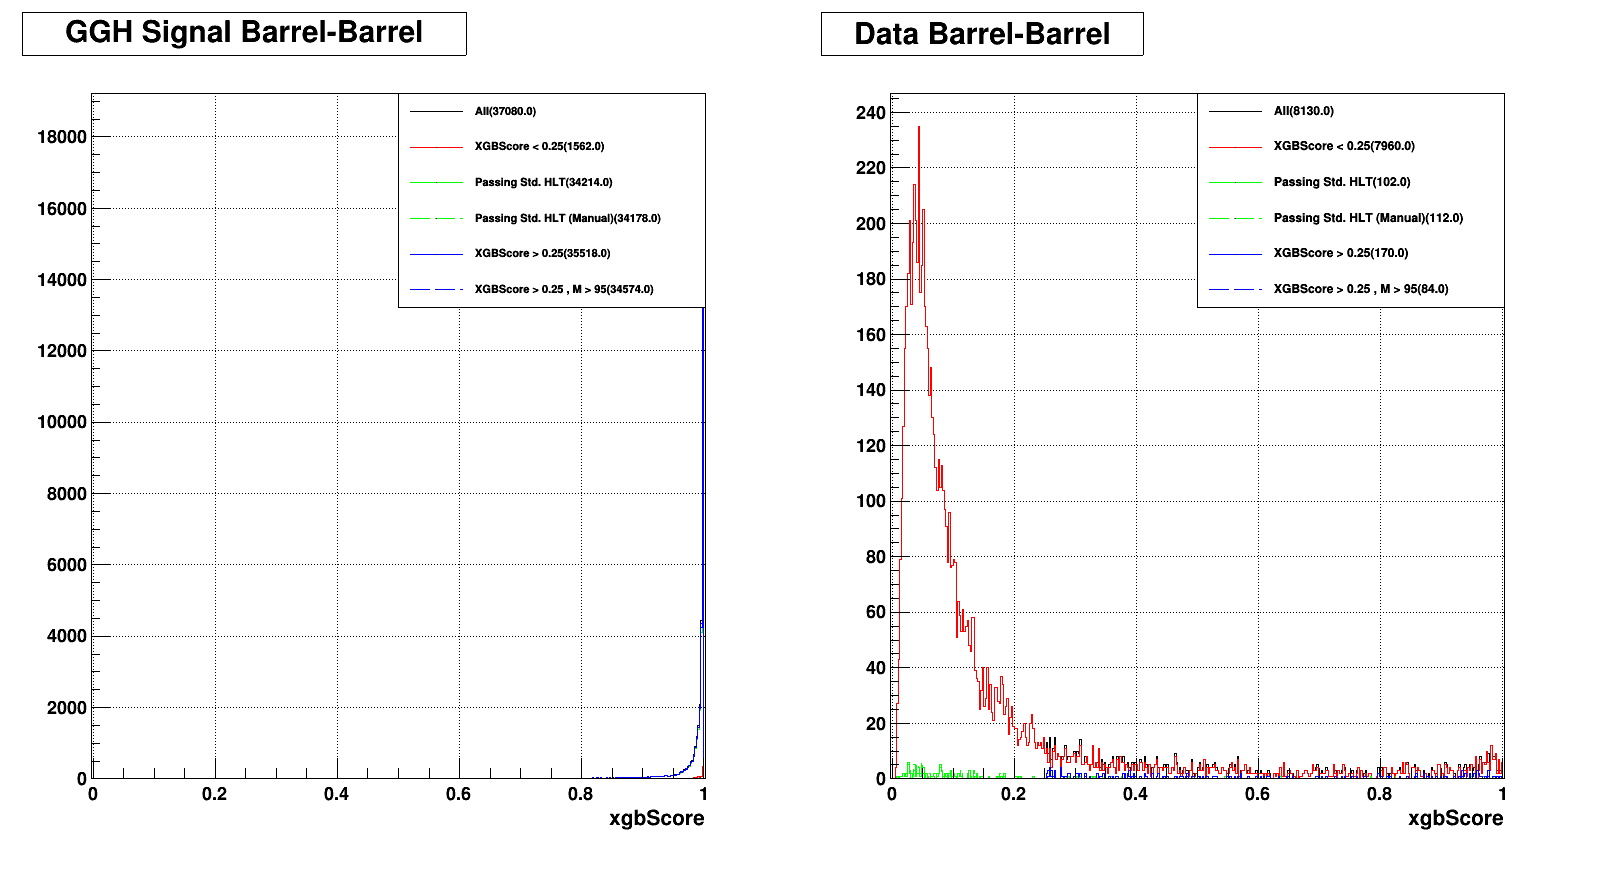 GGH Signal Barrel-Barrel
All(37080.0)
XGBScore < 0.25(1562.0)
Passing Std. HLT(34214.0)
Passing Std. HLT (Manual)(34178.0)
XGBScore > 0.25(35518.0)
XGBScore > 0.25 , M > 95(34574.0)
18000
16000
14000
12000
10000
8000
6000
4000
2000
0
0 0.2 0.4 0.6 0.8 1
xgbScore
Data Barrel-Barrel
All(8130.0)
XGBScore < 0.25(7960.0)
Passing Std. HLT(102.0)
Passing Std. HLT (Manual)(112.0)
XGBScore > 0.25(170.0)
XGBScore > 0.25 , M > 95(84.0)
240
220
200
180
160
140
120
100
80
60
40
20
0
0 0.2 0.4 0.6 0.8 1
xgbScore